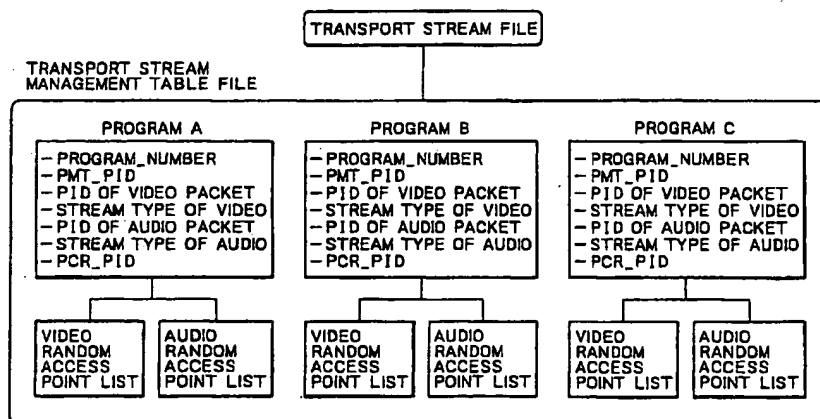 TRANSPORT STREAM FILE
TRANSPORT STREAM
MANAGEMENT TABLE FILE
PROGRAM A
- PROGRAM_NUMBER
- PMT_PID
- PID OF VIDEO PACKET
- STREAM TYPE OF VIDEO
- PID OF AUDIO PACKET
- STREAM TYPE OF AUDIO
- PCR_PID
VIDEO
RANDOM
ACCESS
POINT LIST
AUDIO
RANDOM
ACCESS
POINT LIST
PROGRAM B
- PROGRAM_NUMBER
- PMT_PID
- PID OF VIDEO PACKET
- STREAM TYPE OF VIDEO
- PID OF AUDIO PACKET
- STREAM TYPE OF AUDIO
- PCR_PID
VIDEO
RANDOM
ACCESS
POINT LIST
AUDIO
RANDOM
ACCESS
POINT LIST
PROGRAM C
- PROGRAM_NUMBER
- PMT_PID
- PID OF VIDEO PACKET
- STREAM TYPE OF VIDEO
- PID OF AUDIO PACKET
- STREAM TYPE OF AUDIO
- PCR_PID
VIDEO
RANDOM
ACCESS
POINT LIST
AUDIO
RANDOM
ACCESS
POINT LIST